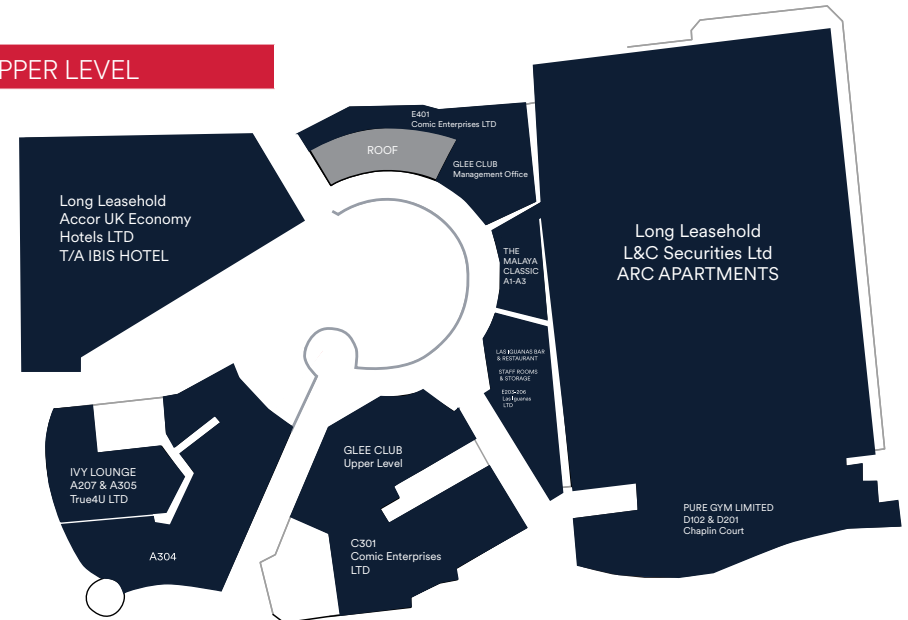 PPER LEVEL
E401
Comic Enterprises LTD
ROOF
GLEE CLUB
Management Office
Long Leasehold
Accor UK Economy
Hotels LTD
T/A IBIS HOTEL
Long Leasehold
L&C Securities Ltd
ARC APARTMENTS
THE
MALAYA
CLASSIC
A1-A3
LAS IGUANAS BAR
& RESTAURANT
STAFF ROOMS
& STORAGE
E203-206
Las Iguanes
LTD
GLEE CLUB
Upper Level
IVY LOUNGE
A207 & A305
True4U LTD
A304
C301
Comic Enterprises
LTD
PURE GYM LIMITED
D102 & D201
Chaplin Court